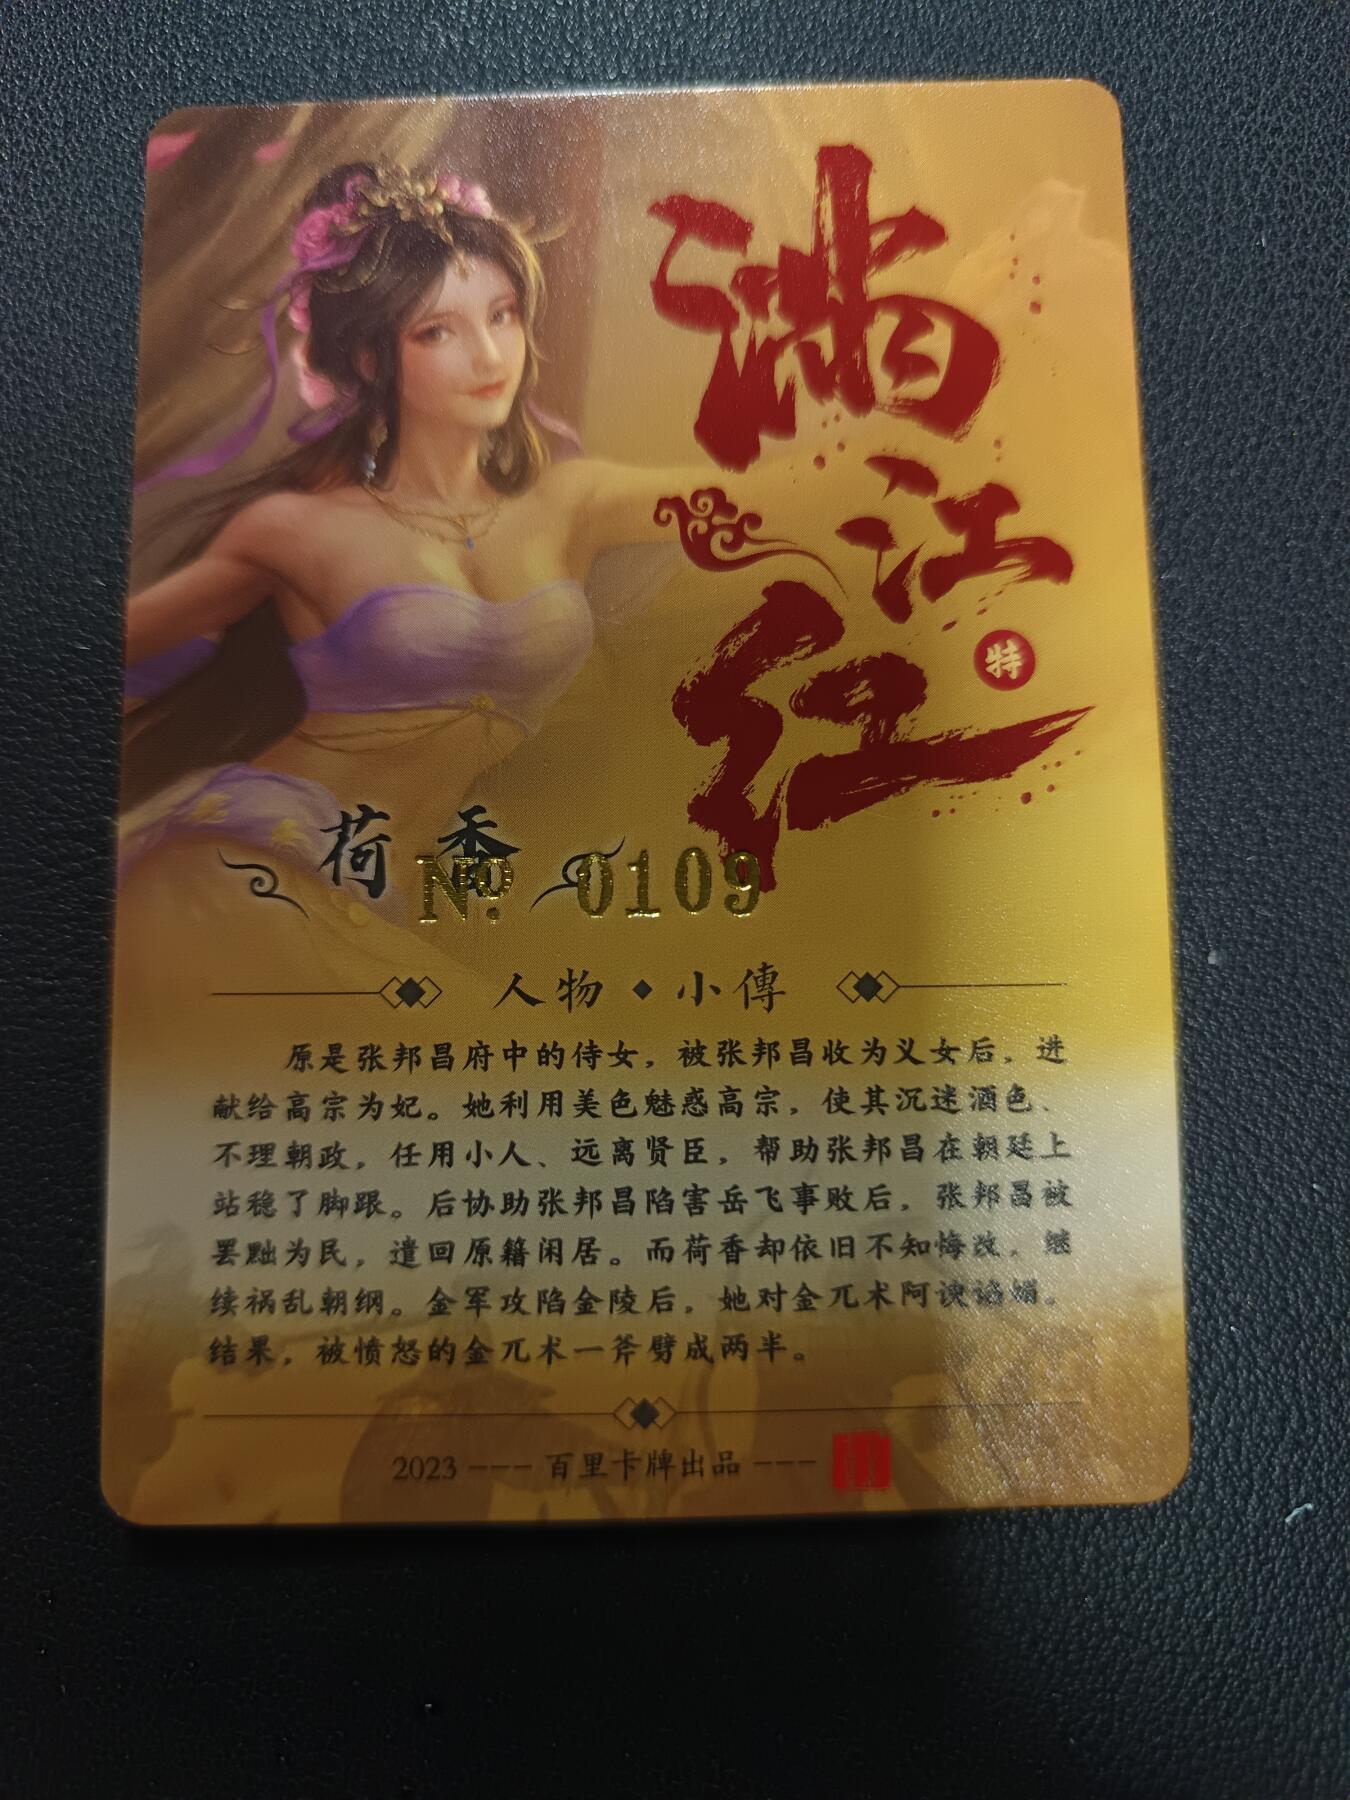 满江红
特
荷香
Nº 0109
人物◆小傳
原是张邦昌府中的侍女，被张邦昌收为义女后，进
献给高宗为妃。她利用美色魅惑高宗，使其沉迷酒色、
不理朝政，任用小人、远离贤臣，帮助张邦昌在朝廷上
站稳了脚跟。后协助张邦昌陷害岳飞事败后，张邦昌被
罢黜为民，遣回原籍闲居。而荷香却依旧不知悔改，继
续祸乱朝纲。金军攻陷金陵后，她对金兀术阿谀谄媚。
结果，被愤怒的金兀术一斧劈成两半。
2023 --- 百里卡牌出品 ---